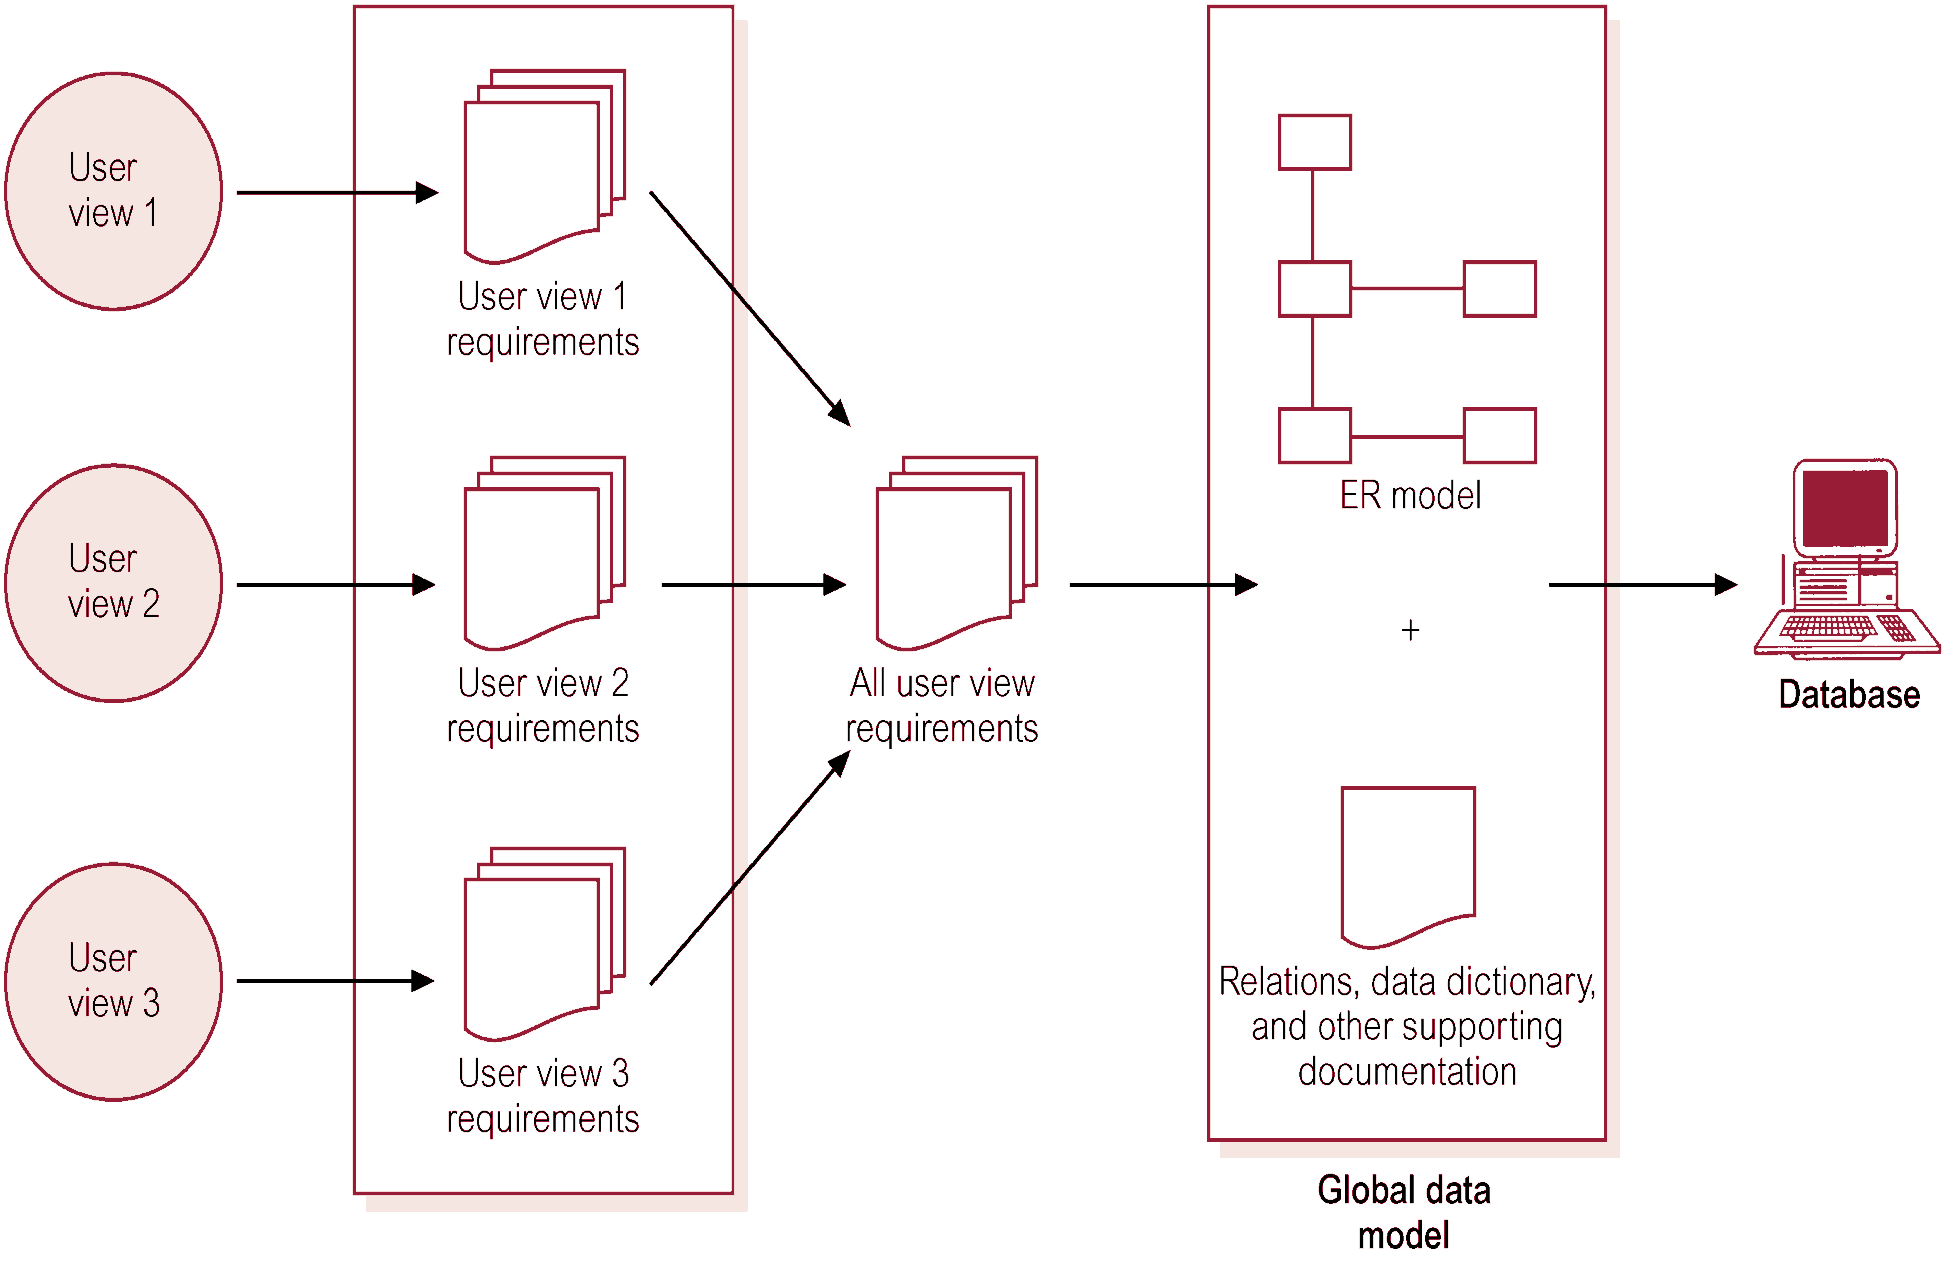 User
view 1
User view 1
requirements
User
view 2
User view 2
requirements
User
view 3
User view 3
requirements
All user view
requirements
ER model
+
Relations, data dictionary,
and other supporting
documentation
Global data
model
Database